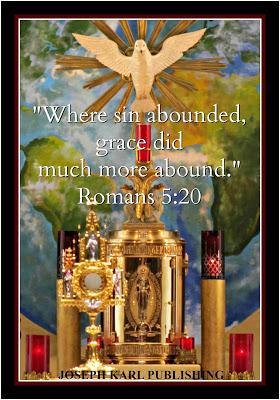 "Where sin abounded,
grace did
much more abound."
Romans 5:20
JOSEPH KARL PUBLISHING